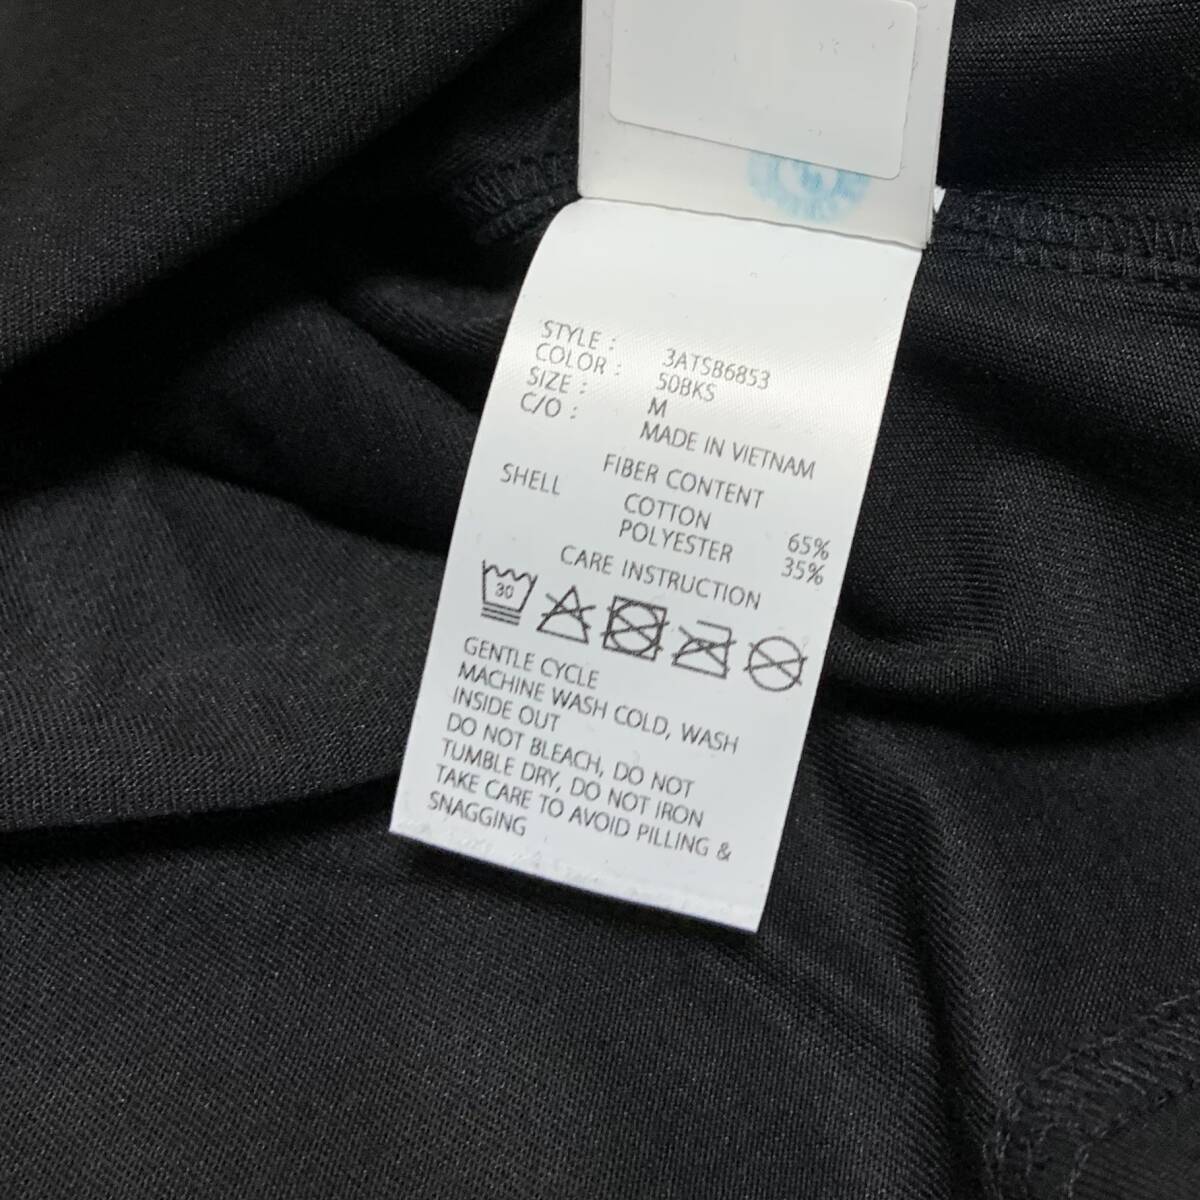 STYLE : 3ATSB6853
COLOR : 50BKS
SIZE : M
C/O : MADE IN VIETNAM
FIBER CONTENT
SHELL
COTTON 65%
POLYESTER 35%
CARE INSTRUCTION
30
GENTLE CYCLE
MACHINE WASH COLD, WASH
INSIDE OUT
DO NOT BLEACH, DO NOT
TUMBLE DRY, DO NOT IRON
TAKE CARE TO AVOID PILLING &
SNAGGING